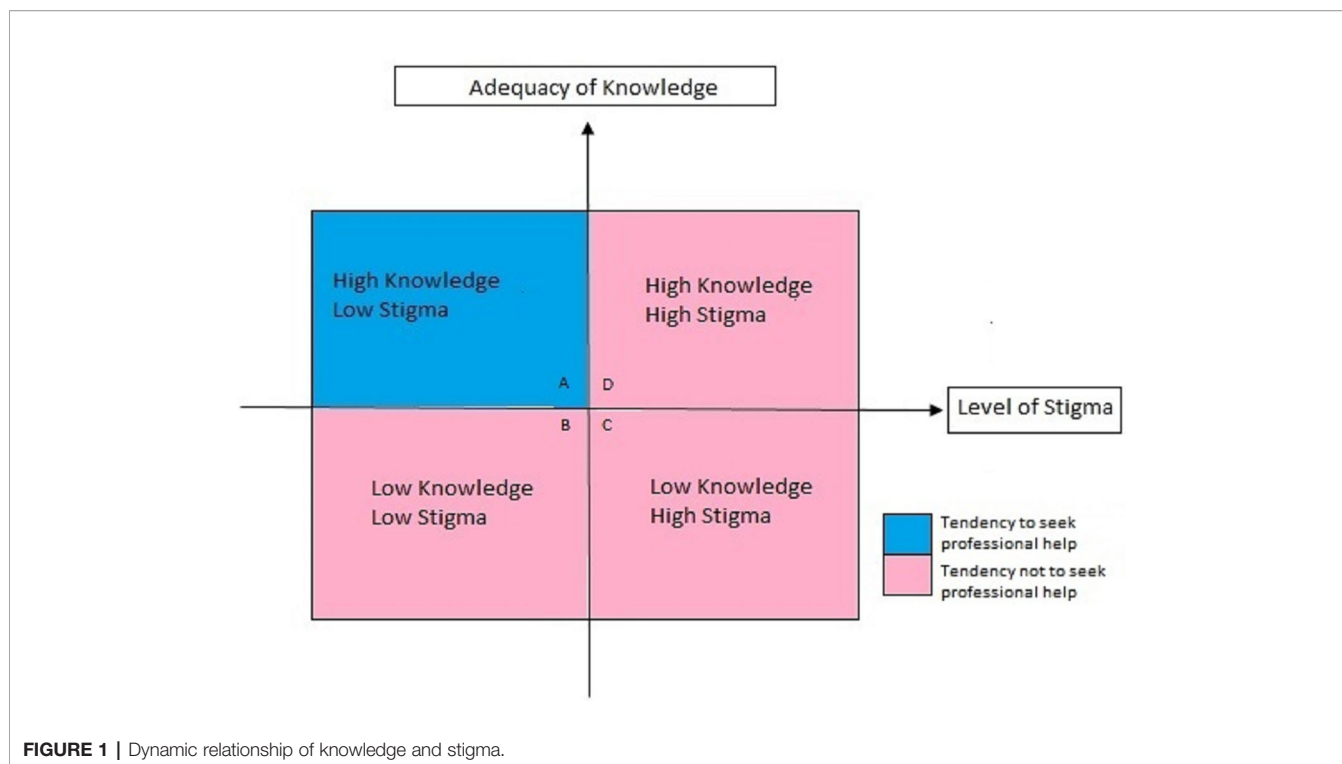 Adequacy of Knowledge
High Knowledge
Low Stigma
High Knowledge
High Stigma
A
D
Level of Stigma
B
C
Low Knowledge
Low Stigma
Low Knowledge
High Stigma
Tendency to seek
professional help
Tendency not to seek
professional help
FIGURE 1 | Dynamic relationship of knowledge and stigma.